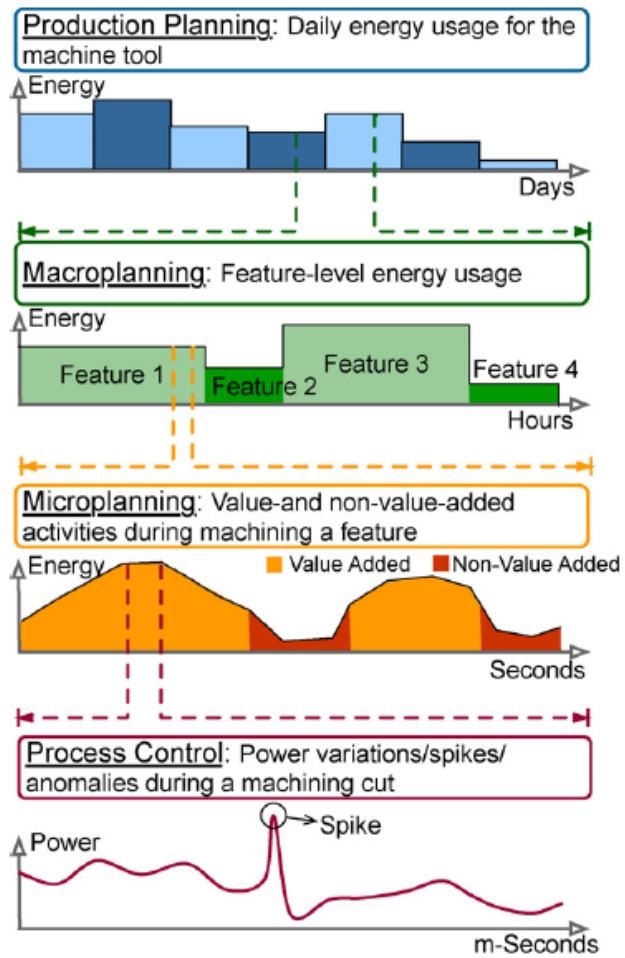 Production Planning: Daily energy usage for the
machine tool
Energy
Days
Macroplanning: Feature-level energy usage
Energy
Feature 1
Feature 2
Feature 3
Feature 4
Hours
Microplanning: Value-and non-value-added
activities during machining a feature
Energy
Value Added
Non-Value Added
Seconds
Process Control: Power variations/spikes/
anomalies during a machining cut
Spike
Power
m-Seconds